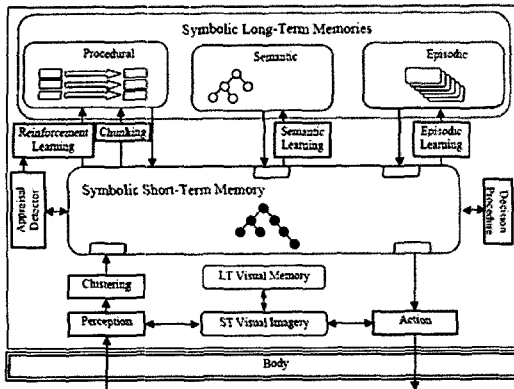 Symbolic Long-Term Memories
Procedural
Semantic
Episodic
Reinforcement
Learning
Chunking
Semantic
Learning
Episodic
Learning
Appraisal
Detector
Symbolic Short-Term Memory
Decision
Procedure
Clustering
LT Visual Memory
Perception
ST Visual Imagery
Action
Body